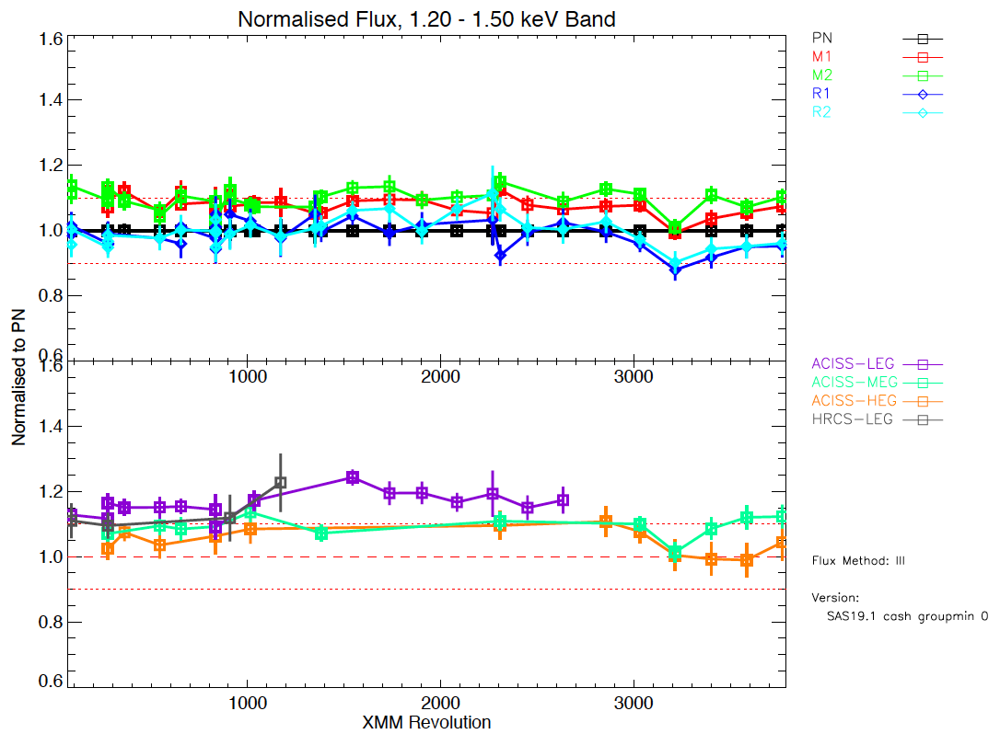 Normalised Flux, 1.20 - 1.50 keV Band
1.6
1.4
1.2
1.0
0.8
0.6
PN
M1
M2
R1
R2
Normalised to PN
1000
2000
3000
1.6
1.4
1.2
1.0
0.8
0.6
ACISS-LEG
ACISS-MEG
ACISS-HEG
HRCS-LEG
Flux Method: III
Version:
SAS19.1 cash groupmin 0
1000
2000
3000
XMM Revolution